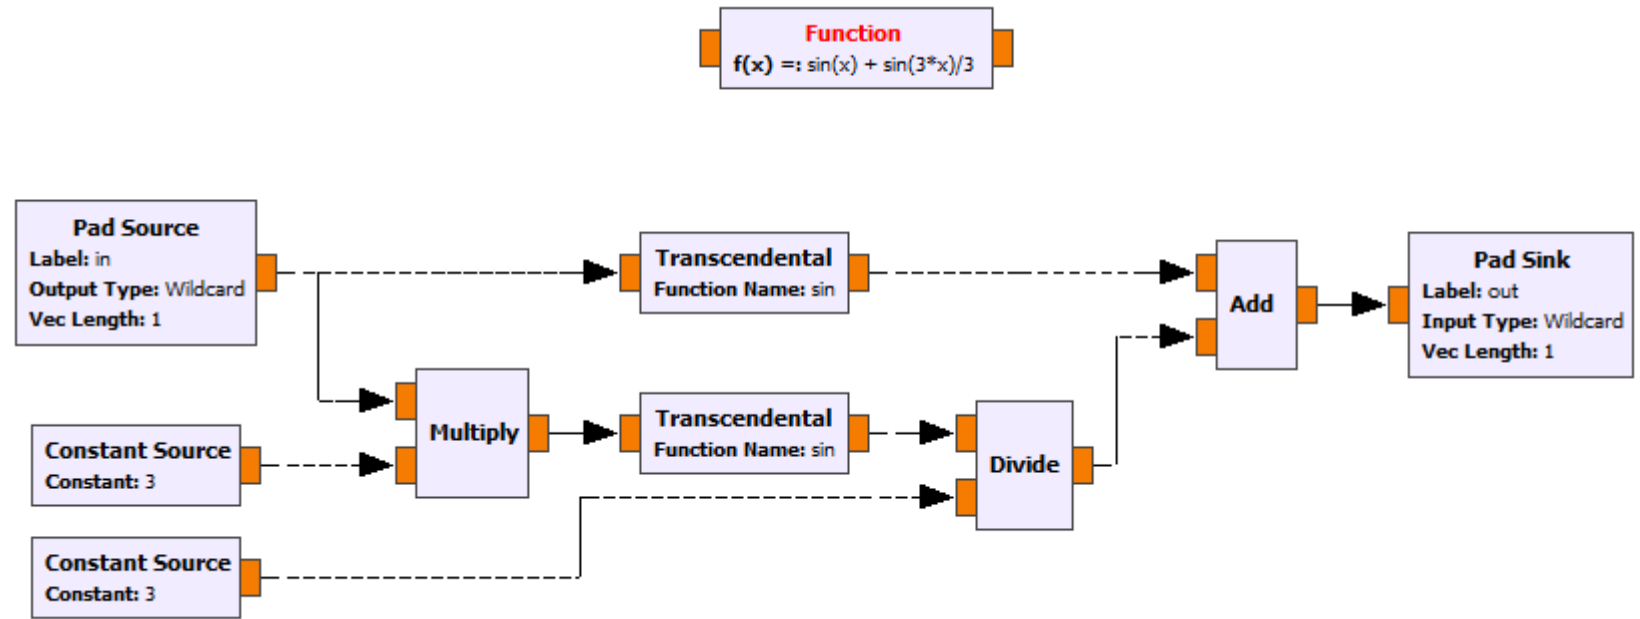 Function
f(x) =: sin(x) + sin(3*x)/3
Pad Source
Label: in
Output Type: Wildcard
Vec Length: 1
Transcendental
Function Name: sin
Add
Pad Sink
Label: out
Input Type: Wildcard
Vec Length: 1
Constant Source
Constant: 3
Multiply
Transcendental
Function Name: sin
Divide
Constant Source
Constant: 3